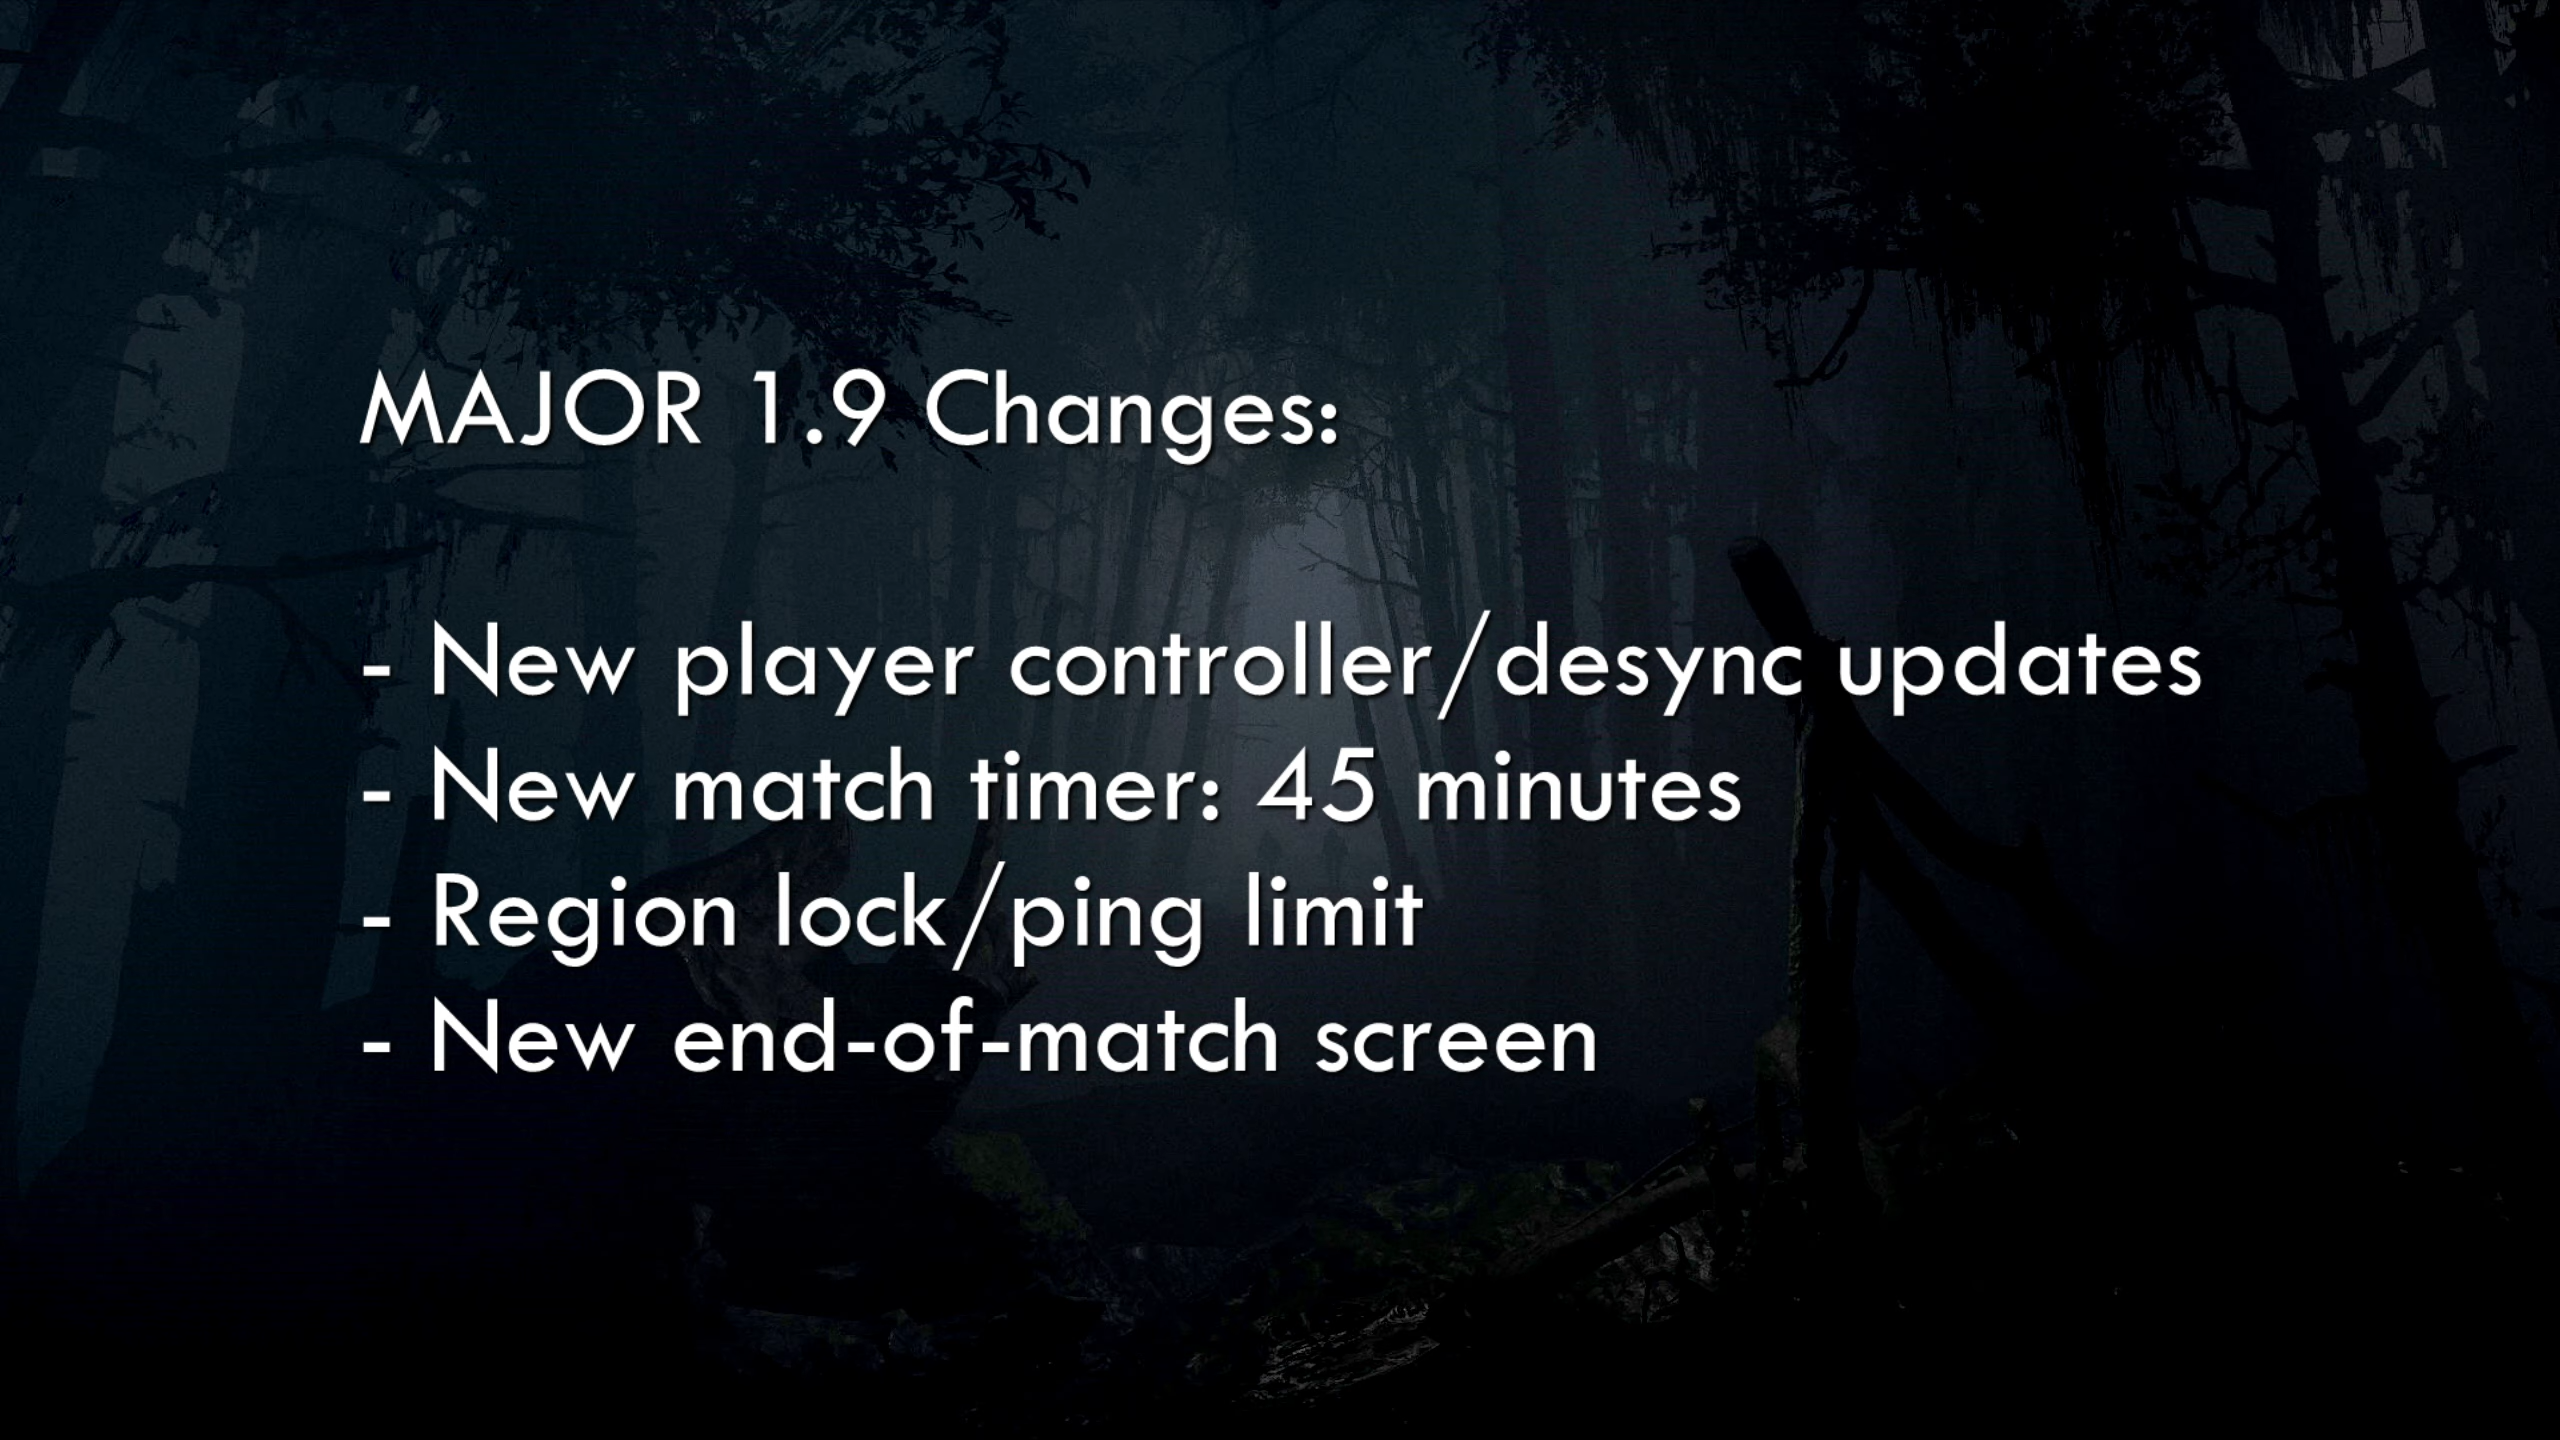 MAJOR 1.9 Changes:
- New player controller/desync updates
- New match timer: 45 minutes
- Region lock/ping limit
- New end-of-match screen